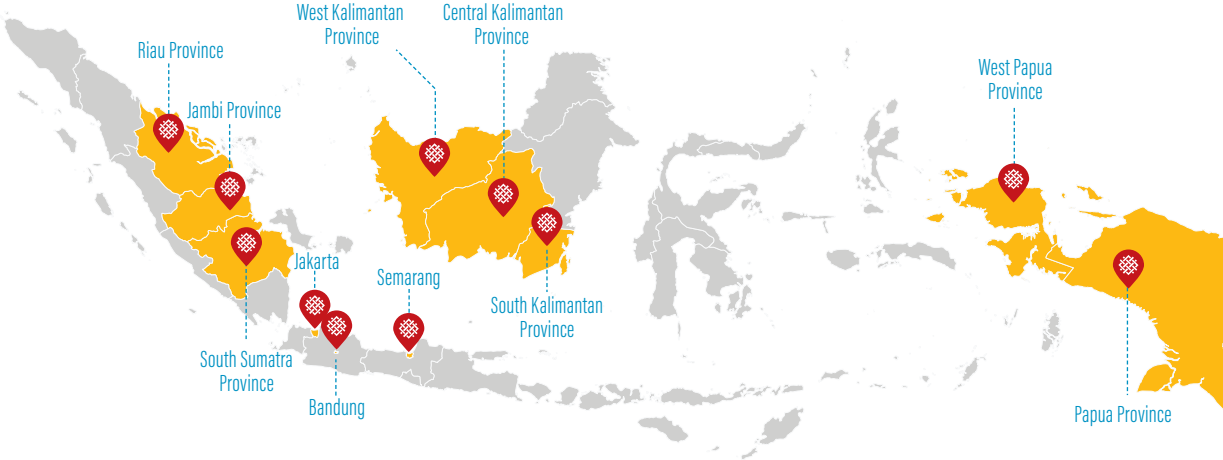 West Kalimantan
Province
Central Kalimantan
Province
Riau Province
West Papua
Province
Jambi Province
Jakarta
Semarang
South Kalimantan
Province
South Sumatra
Province
Bandung
Papua Province